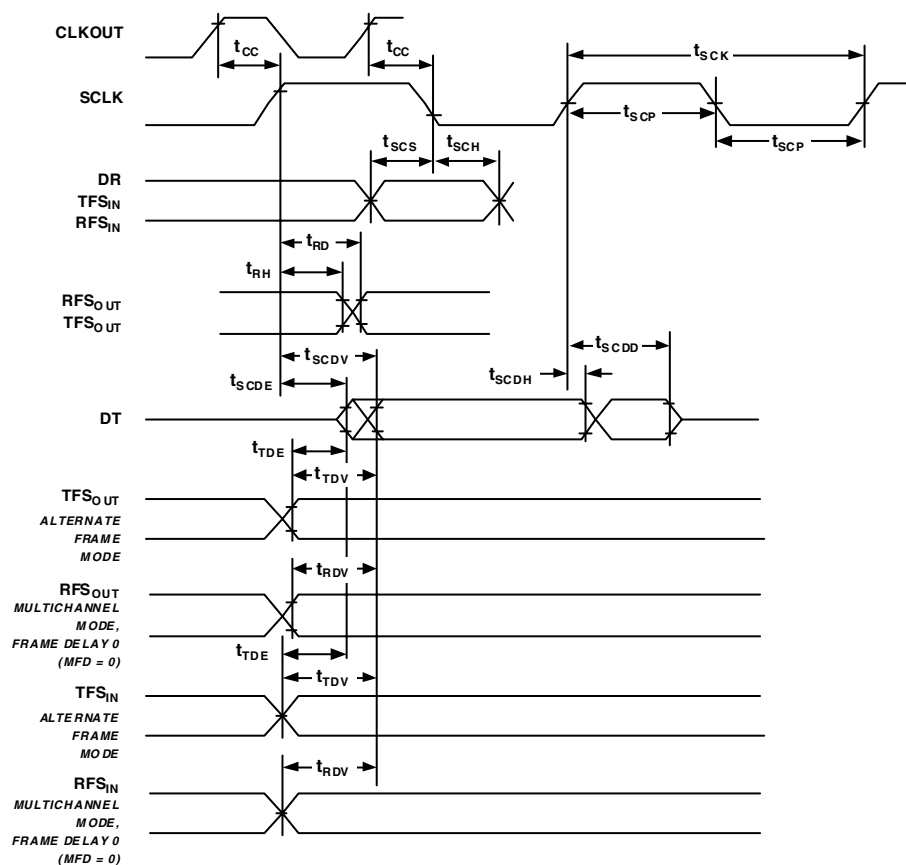 CLKOUT
tCC
tCC
tSCK
SCLK
tSCP
tSCP
tSCS
tSCH
DR
TFSIN
RFSIN
tRD
tRH
RFSOUT
TFSOUT
tSCDV
tSCDD
tSCDE
tSCDH
DT
tTDE
tTDV
TFSOUT
ALTERNATE
FRAME
MODE
tRDV
RFSOUT
MULTICHANNEL
MODE,
FRAME DELAY 0
(MFD = 0)
tTDE
tTDV
TFSIN
ALTERNATE
FRAME
MODE
tRDV
RFSIN
MULTICHANNEL
MODE,
FRAME DELAY 0
(MFD = 0)